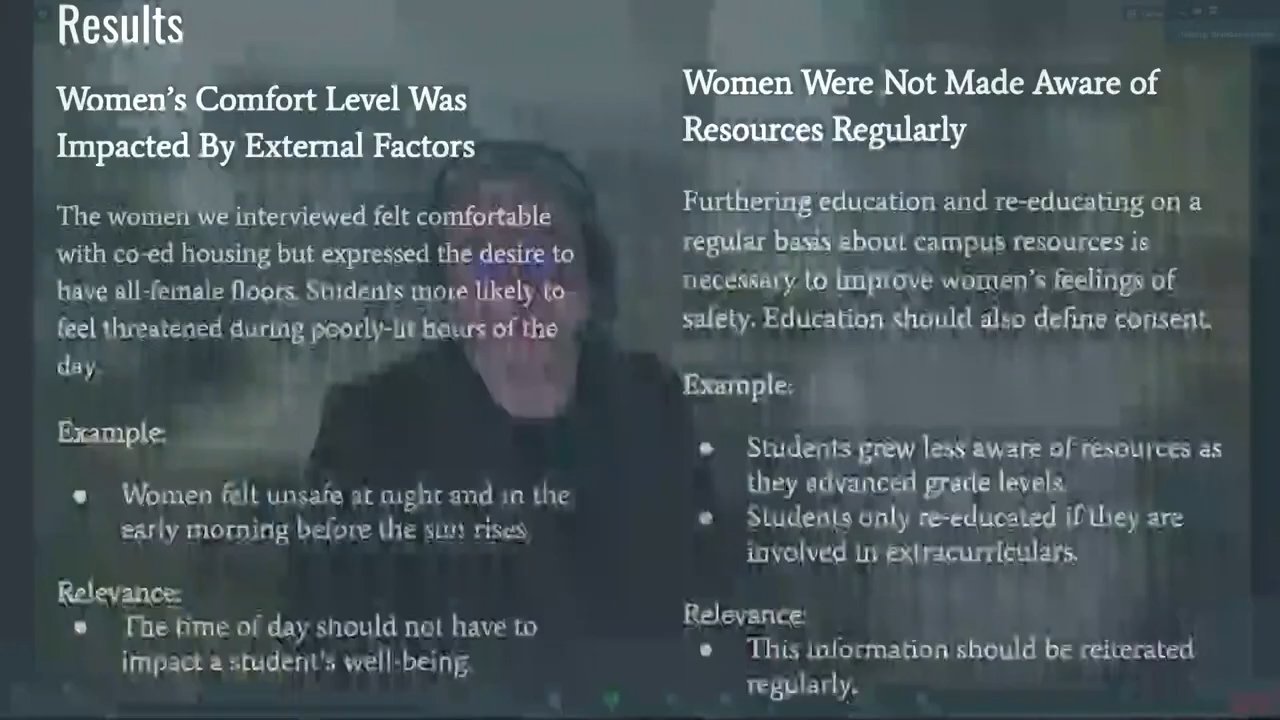 Results
Women's Comfort Level Was
Impacted By External Factors
The women we interviewed felt comfortable
with co-ed housing but expressed the desire to
have all-female floors. Students more likely to
feel threatened during poorly-lit hours of the
day.
Example:
● Women felt unsafe at night and in the
early morning before the sun rises
Relevance:
● The time of day should not have to
impact a student's well-being.
Women Were Not Made Aware of
Resources Regularly
Furthering education and re-educating on a
regular basis about campus resources is
necessary to improve women's feelings of
safety. Education should also define consent.
Example:
● Students grew less aware of resources as
they advanced grade levels.
● Students only re-educated if they are
involved in extracurriculars.
Relevance:
● This information should be reiterated
regularly.